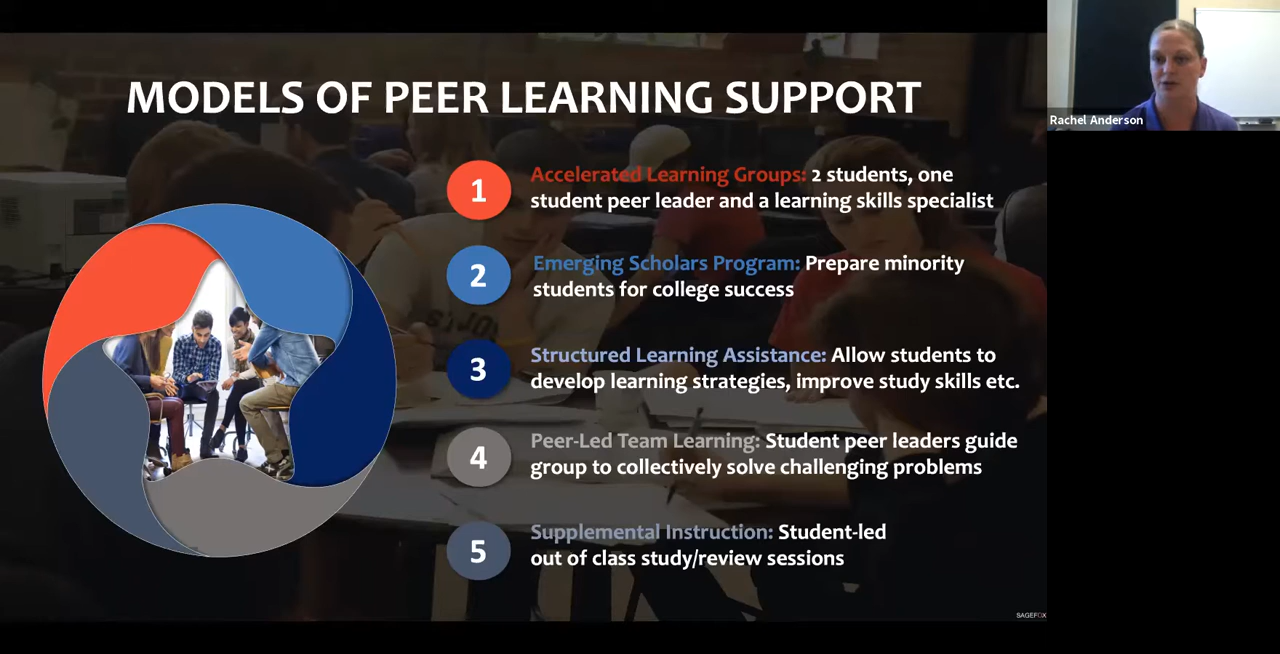 MODELS OF PEER LEARNING SUPPORT
Rachel Anderson
1
Accelerated Learning Groups: 2 students, one
student peer leader and a learning skills specialist
2
Emerging Scholars Program: Prepare minority
students for college success
3
Structured Learning Assistance: Allow students to
develop learning strategies, improve study skills etc.
4
Peer-Led Team Learning: Student peer leaders guide
group to collectively solve challenging problems
5
Supplemental Instruction: Student-led
out of class study/review sessions
SAGEFOX